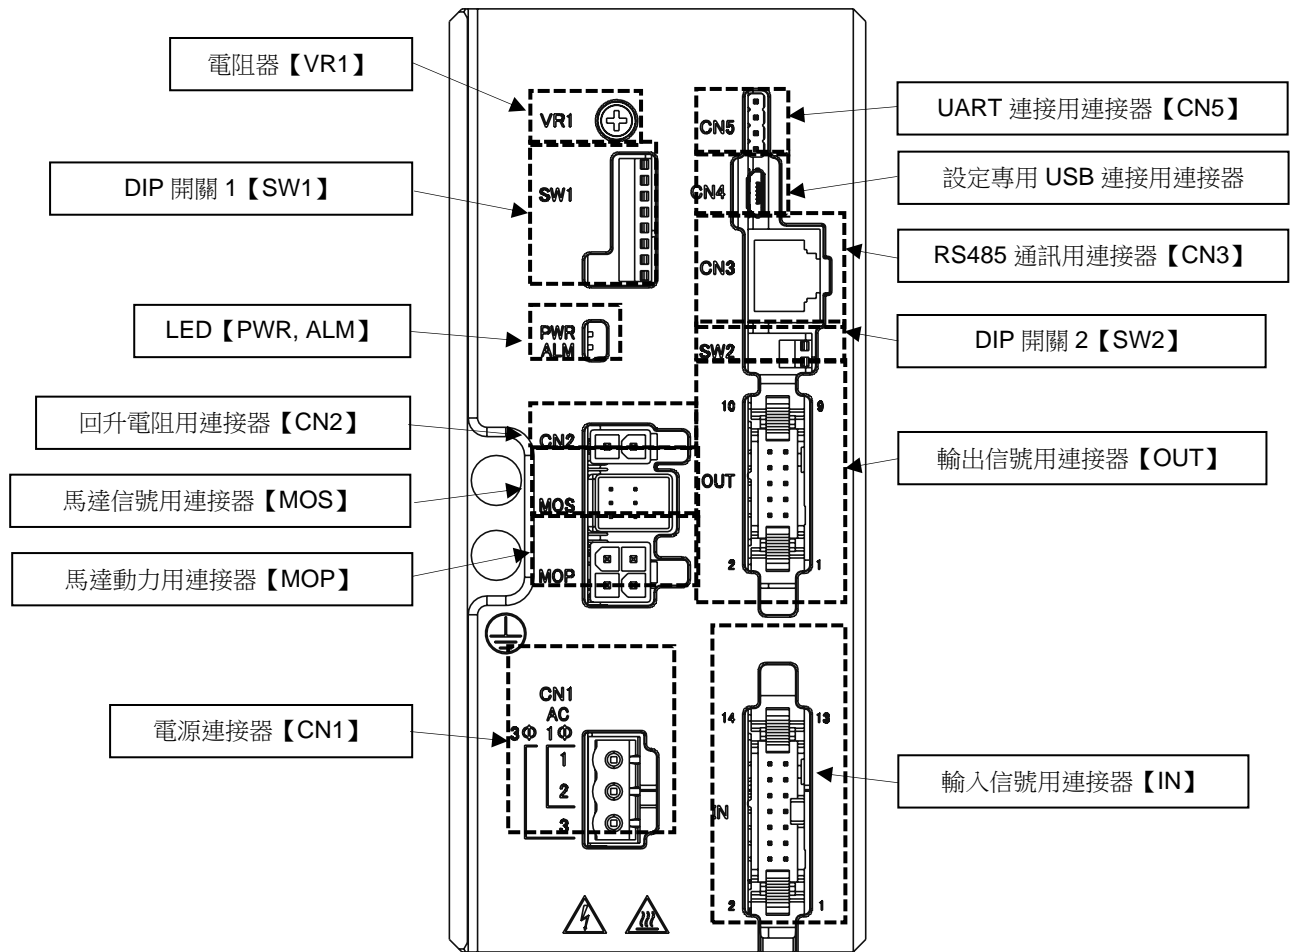 電阻器【VR1】
DIP 開關 1【SW1】
LED【PWR, ALM】
回升電阻用連接器【CN2】
馬達信號用連接器【MOS】
馬達動力用連接器【MOP】
電源連接器【CN1】
VR1
SW1
PWR
ALM
CN2
MOS
MOP
CN1
AC
3Φ 1Φ
1
2
3
CN5
CN4
CN3
SW2
10 9
OUT
2 1
14 13
IN
2 1
UART 連接用連接器【CN5】
設定專用 USB 連接用連接器
RS485 通訊用連接器【CN3】
DIP 開關 2【SW2】
輸出信號用連接器【OUT】
輸入信號用連接器【IN】